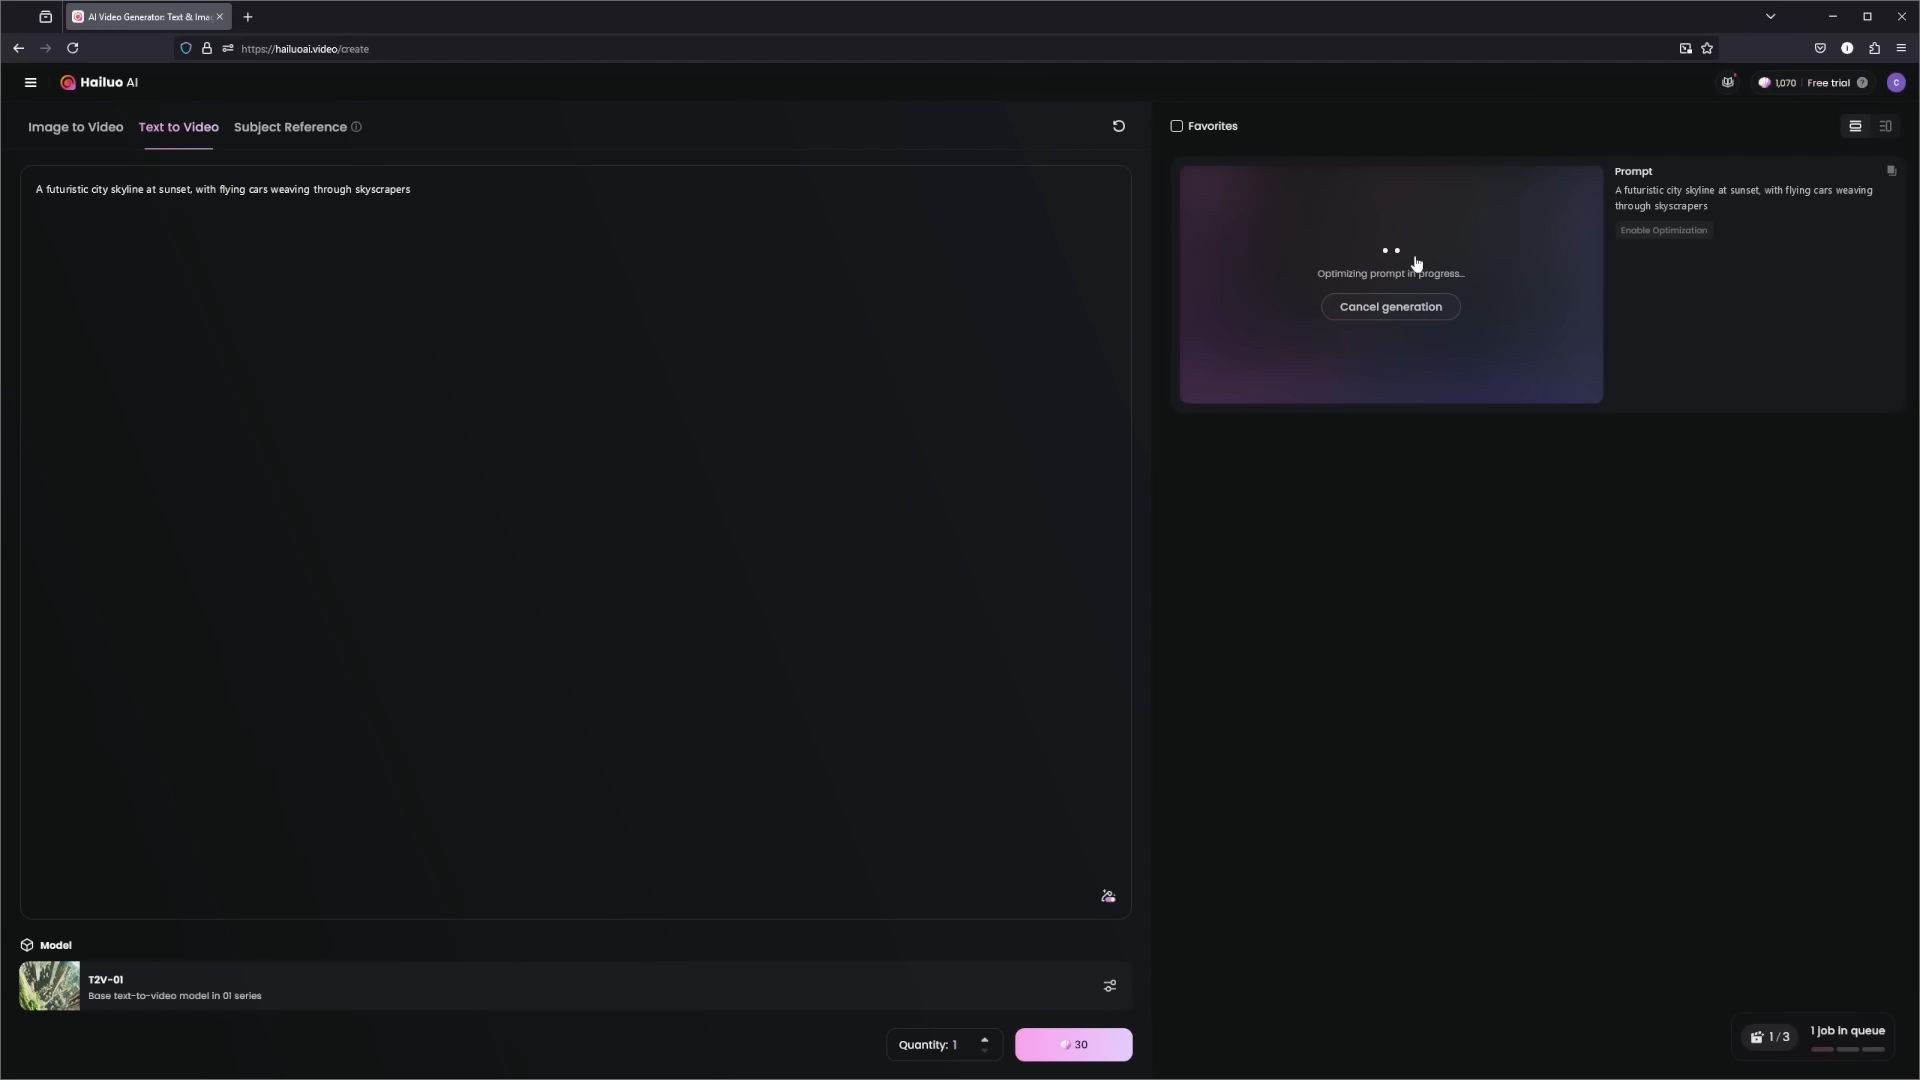 AI Video Generator: Text & Ima
https://hailuoai.video/create
Hailuo AI
1,070 Free trial ?
C
Image to Video Text to Video Subject Reference
Favorites
A futuristic city skyline at sunset, with flying cars weaving through skyscrapers
Optimizing prompt in progress...
Cancel generation
Prompt
A futuristic city skyline at sunset, with flying cars weaving
through skyscrapers
Enable Optimization
Model
T2V-01
Base text-to-video model in 01 series
Quantity: 1
30
1 / 3
1 job in queue